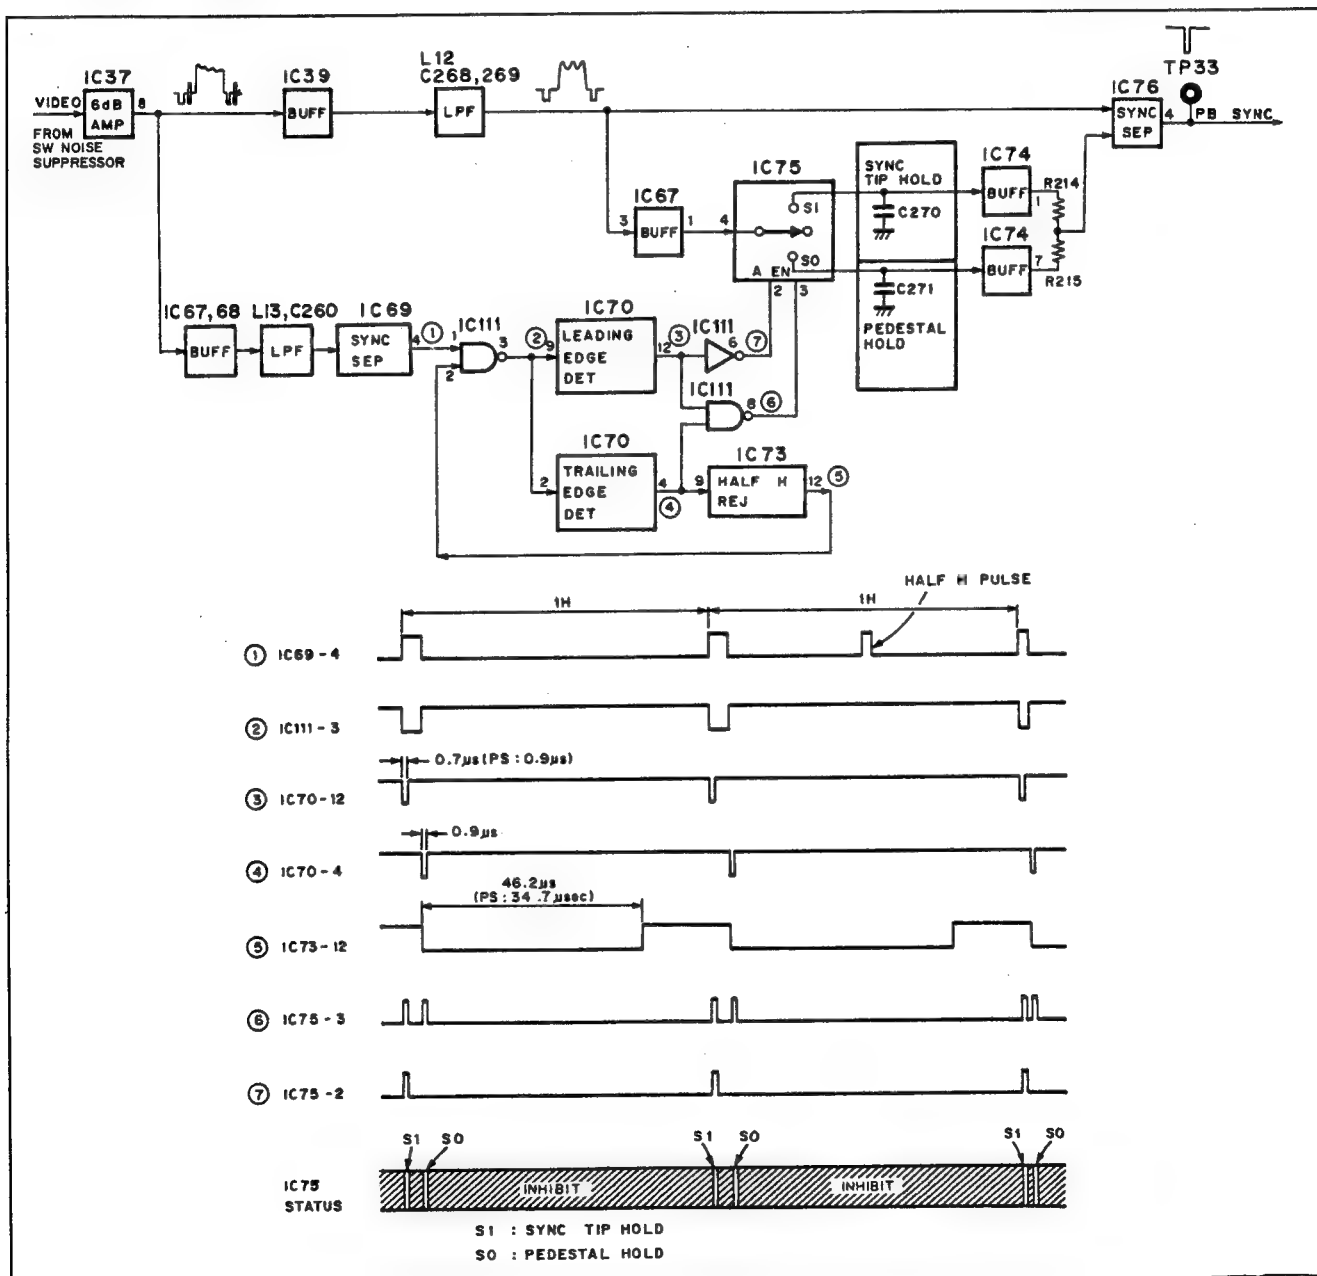 TP33
IC37
6dB
AMP
8
VIDEO
FROM
SW NOISE
SUPPRESSOR
IC39
BUFF
L12
C268,269
LPF
IC76
SYNC
SEP
4
PB SYNC
IC67
3
BUFF
1
IC75
4
S1
S0
A EN
2
3
SYNC
TIP HOLD
C270
C271
PEDESTAL
HOLD
IC74
BUFF
1
R214
IC74
BUFF
7
R215
IC67,68
BUFF
L13,C260
LPF
IC69
SYNC
SEP
4
①
IC111
1
2
3
②
IC70
9
LEADING
EDGE
DET
12
③
IC111
6
⑦
IC111
8
⑥
IC70
2
TRAILING
EDGE
DET
4
④
IC73
9
HALF H
REJ
12
⑤
HALF H PULSE
1H
1H
① IC69-4
② IC111-3
0.7μs(PS:0.9μs)
③ IC70-12
0.9μs
④ IC70-4
46.2μs
(PS:34.7μsec)
⑤ IC73-12
⑥ IC75-3
⑦ IC75-2
S1 S0
S1 S0
S1 S0
IC75
STATUS
INHIBIT
INHIBIT
S1 : SYNC TIP HOLD
S0 : PEDESTAL HOLD